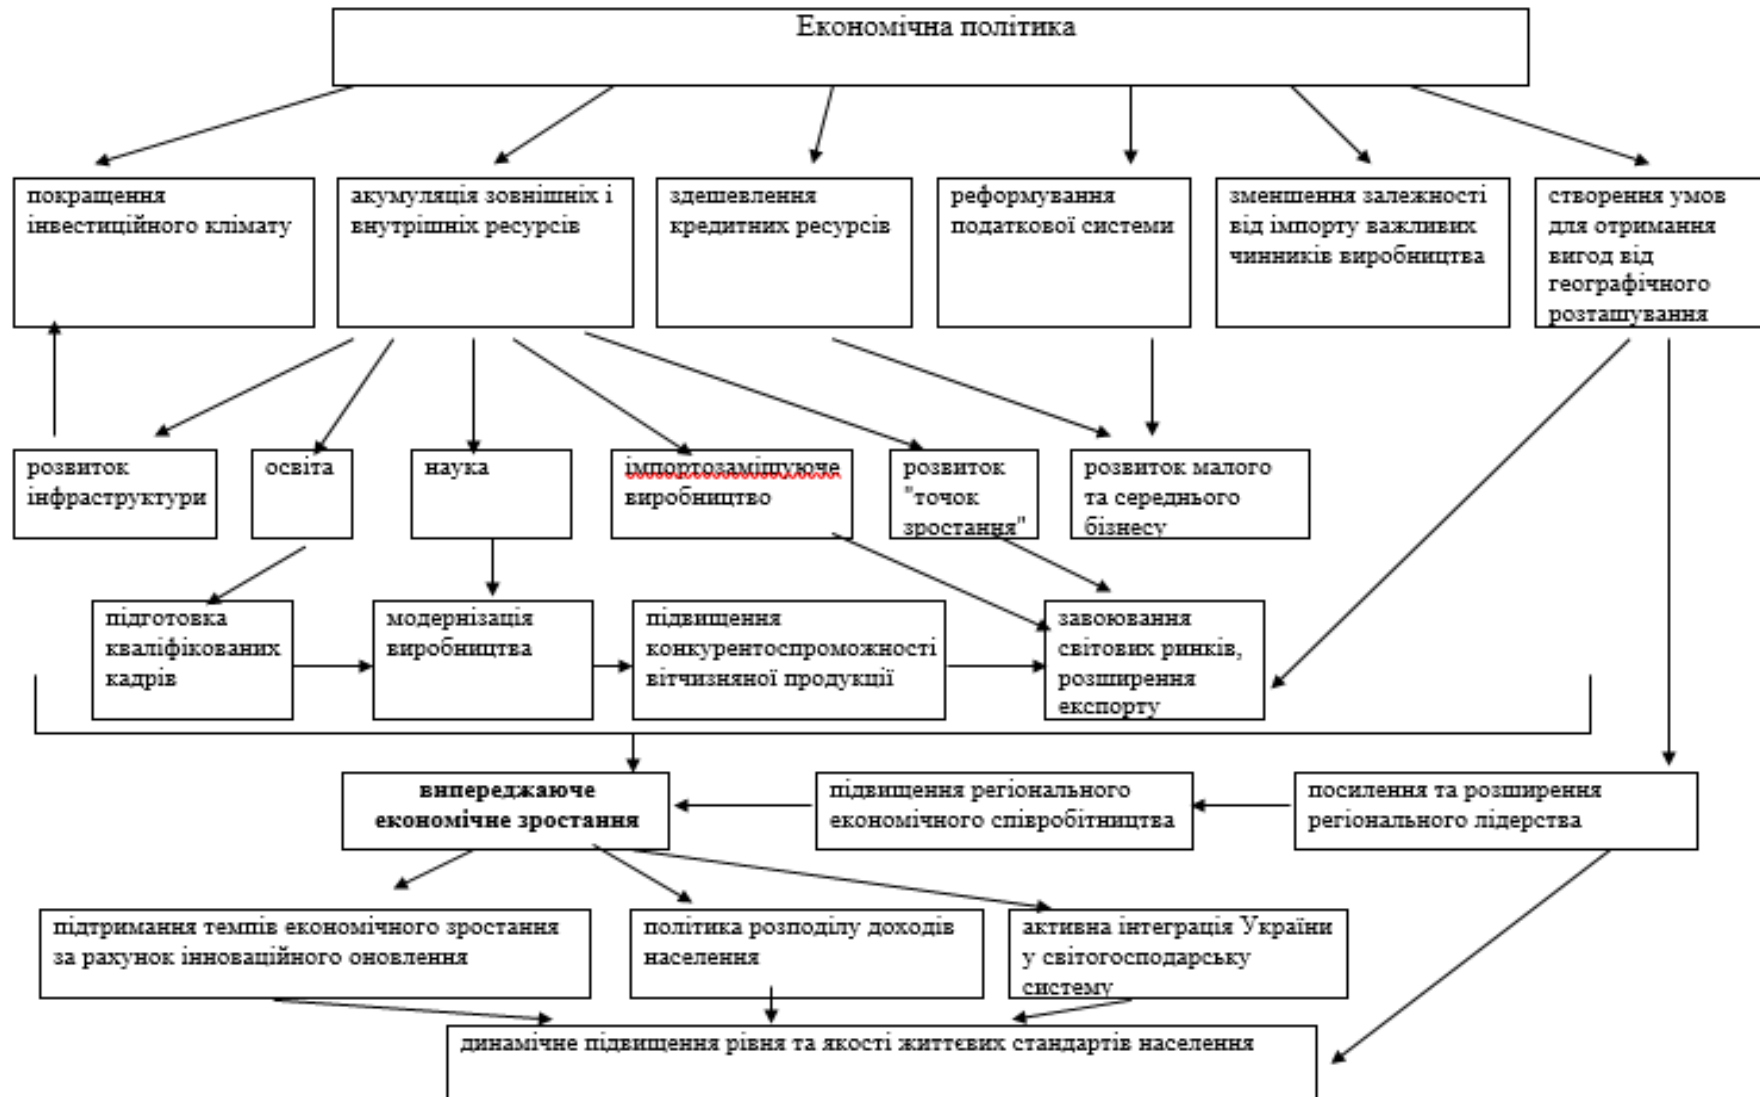 Економічна політика
покращення
інвестиційного клімату
акумуляція зовнішніх і
внутрішніх ресурсів
здешевлення
кредитних ресурсів
реформування
податкової системи
зменшення залежності
від імпорту важливих
чинників виробництва
створення умов
для отримання
вигод від
географічного
розташування
розвиток
інфраструктури
освіта
наука
імпортозаміщуюче
виробництво
розвиток
"точок
зростання"
розвиток малого
та середнього
бізнесу
підготовка
кваліфікованих
кадрів
модернізація
виробництва
підвищення
конкурентоспроможності
вітчизняної продукції
завоювання
світових ринків,
розширення
експорту
випереджаюче
економічне зростання
підвищення регіонального
економічного співробітництва
посилення та розширення
регіонального лідерства
підтримання темпів економічного зростання
за рахунок інноваційного оновлення
політика розподілу доходів
населення
активна інтеграція України
у світогосподарську
систему
динамічне підвищення рівня та якості життєвих стандартів населення